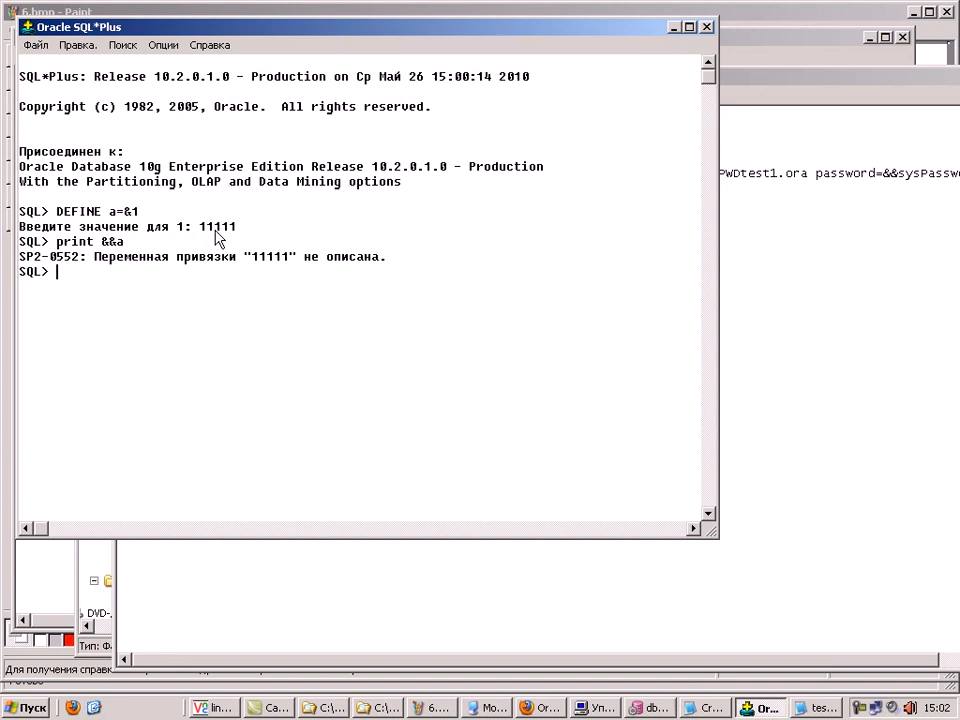 6.bmp - Paint
Oracle SQL*Plus
Файл Правка. Поиск Опции Справка
SQL*Plus: Release 10.2.0.1.0 - Production on Ср Май 26 15:00:14 2010
Copyright (c) 1982, 2005, Oracle.  All rights reserved.
Присоединен к:
Oracle Database 10g Enterprise Edition Release 10.2.0.1.0 - Production
With the Partitioning, OLAP and Data Mining options
PWDtest1.ora password=&&sysPassw
SQL> DEFINE a=&1
Введите значение для 1: 11111
SQL> print &&a
SP2-0552: Переменная привязки "11111" не описана.
SQL>
DVD-
Тип: Ф
Для получения справк
Пуск lin... Ca... C:\... C:\... 6.... Mo... Or... Уп... db... Cr... Or... tes... 15:02